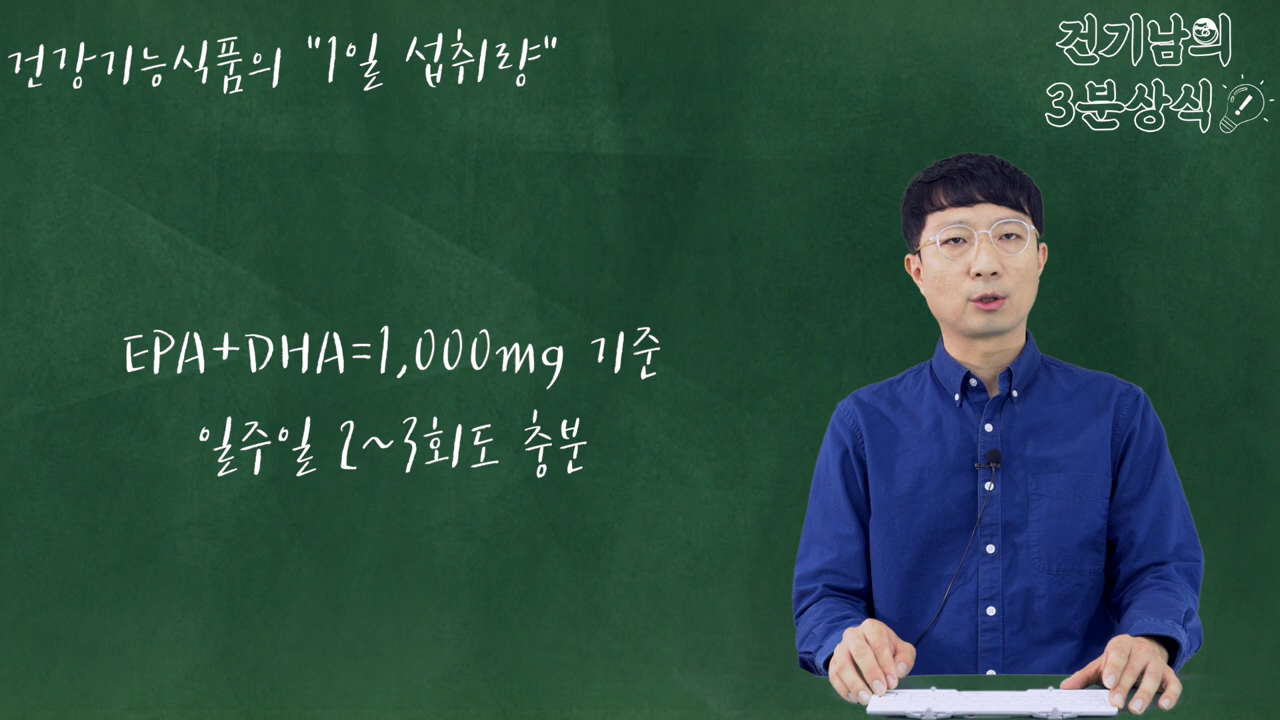 건강기능식품의 "1일 섭취량"
건기남의
3분상식
EPA+DHA=1,000mg 기준
일주일 2~3회도 충분